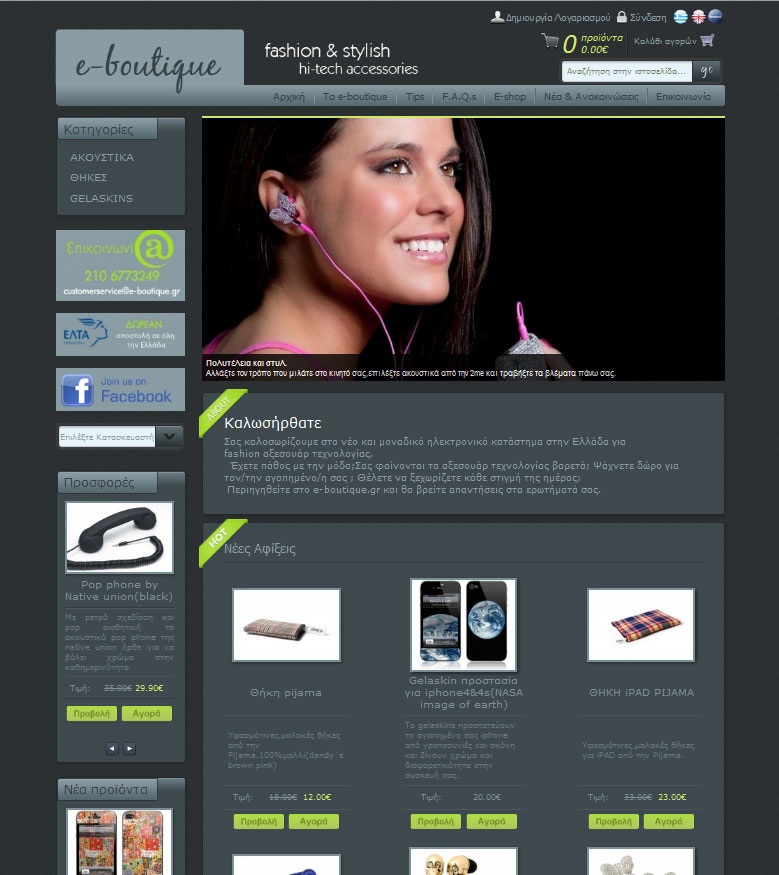 Δημιουργία Λογαριασμού Σύνδεση
0 προϊόντα 0.00€ Καλάθι αγορών
e-boutique
fashion & stylish
hi-tech accessories
Αναζήτηση στην ιστοσελίδα... go
Αρχική Το e-boutique Tips F.A.Q.s E-shop Νέα & Ανακοινώσεις Επικοινωνία
Κατηγορίες
ΑΚΟΥΣΤΙΚΑ
ΘΗΚΕΣ
GELASKINS
Επικοινωνί@
210 6773249
customerservice@e-boutique.gr
ΕΛΤΑ
ΔΩΡΕΑΝ
αποστολή σε όλη
την Ελλάδα
Join us on
Facebook
Επιλέξτε Κατασκευαστή
Προσφορές
Pop phone by
Native union(black)
Με ρετρό σχεδίαση και
pop αισθητική το
ακουστικό pop phone της
native union ήρθε για να
βάλει χρώμα στην
καθημερινότητα.
Τιμή: 35.00€ 29.90€
Προβολή Αγορά
Νέα προϊόντα
Πολυτέλεια και στυλ.
Αλλάξτε τον τρόπο που μιλάτε στο κινητό σας,επιλέξτε ακουστικά από την 2me και τραβήξτε τα βλέματα πάνω σας.
ABOUT
Καλωσήρθατε
Σας καλοσωρίζουμε στο νέο και μοναδικό ηλεκτρονικό κατάστημα στην Ελλάδα για
fashion αξεσουάρ τεχνολογίας.
Έχετε πάθος με την μόδα;Σας φαίνονται τα αξεσουάρ τεχνολογίας βαρετά; Ψάχνετε δώρο για
τον/την αγαπημένο/η σας ; Θέλετε να ξεχωρίζετε κάθε στιγμή της ημέρας;
Περιηγηθείτε στο e-boutique.gr και θα βρείτε απαντήσεις στα ερωτήματά σας.
HOT
Νέες Αφίξεις
Θήκη pijama
Υφασμάτινες,μαλακές θήκες
από την
Pijama.100%μαλλί(dandy΄s
brown pink)
Τιμή: 18.00€ 12.00€
Προβολή Αγορά
Gelaskin προστασία
για iphone4&4s(NASA
image of earth)
Τα gelaskins προστατεύουν
το αγαπημένο σας iphone
από γρατσουνιές και σκόνη
και δίνουν χρώμα και
διαφορετικότητα στην
συσκευή σας.
Τιμή: 20.00€
Προβολή Αγορά
ΘΗΚΗ iPAD PIJAMA
Υφασμάτινες,μαλακές θήκες
για iPAD από την Pijama.
Τιμή: 33.00€ 23.00€
Προβολή Αγορά